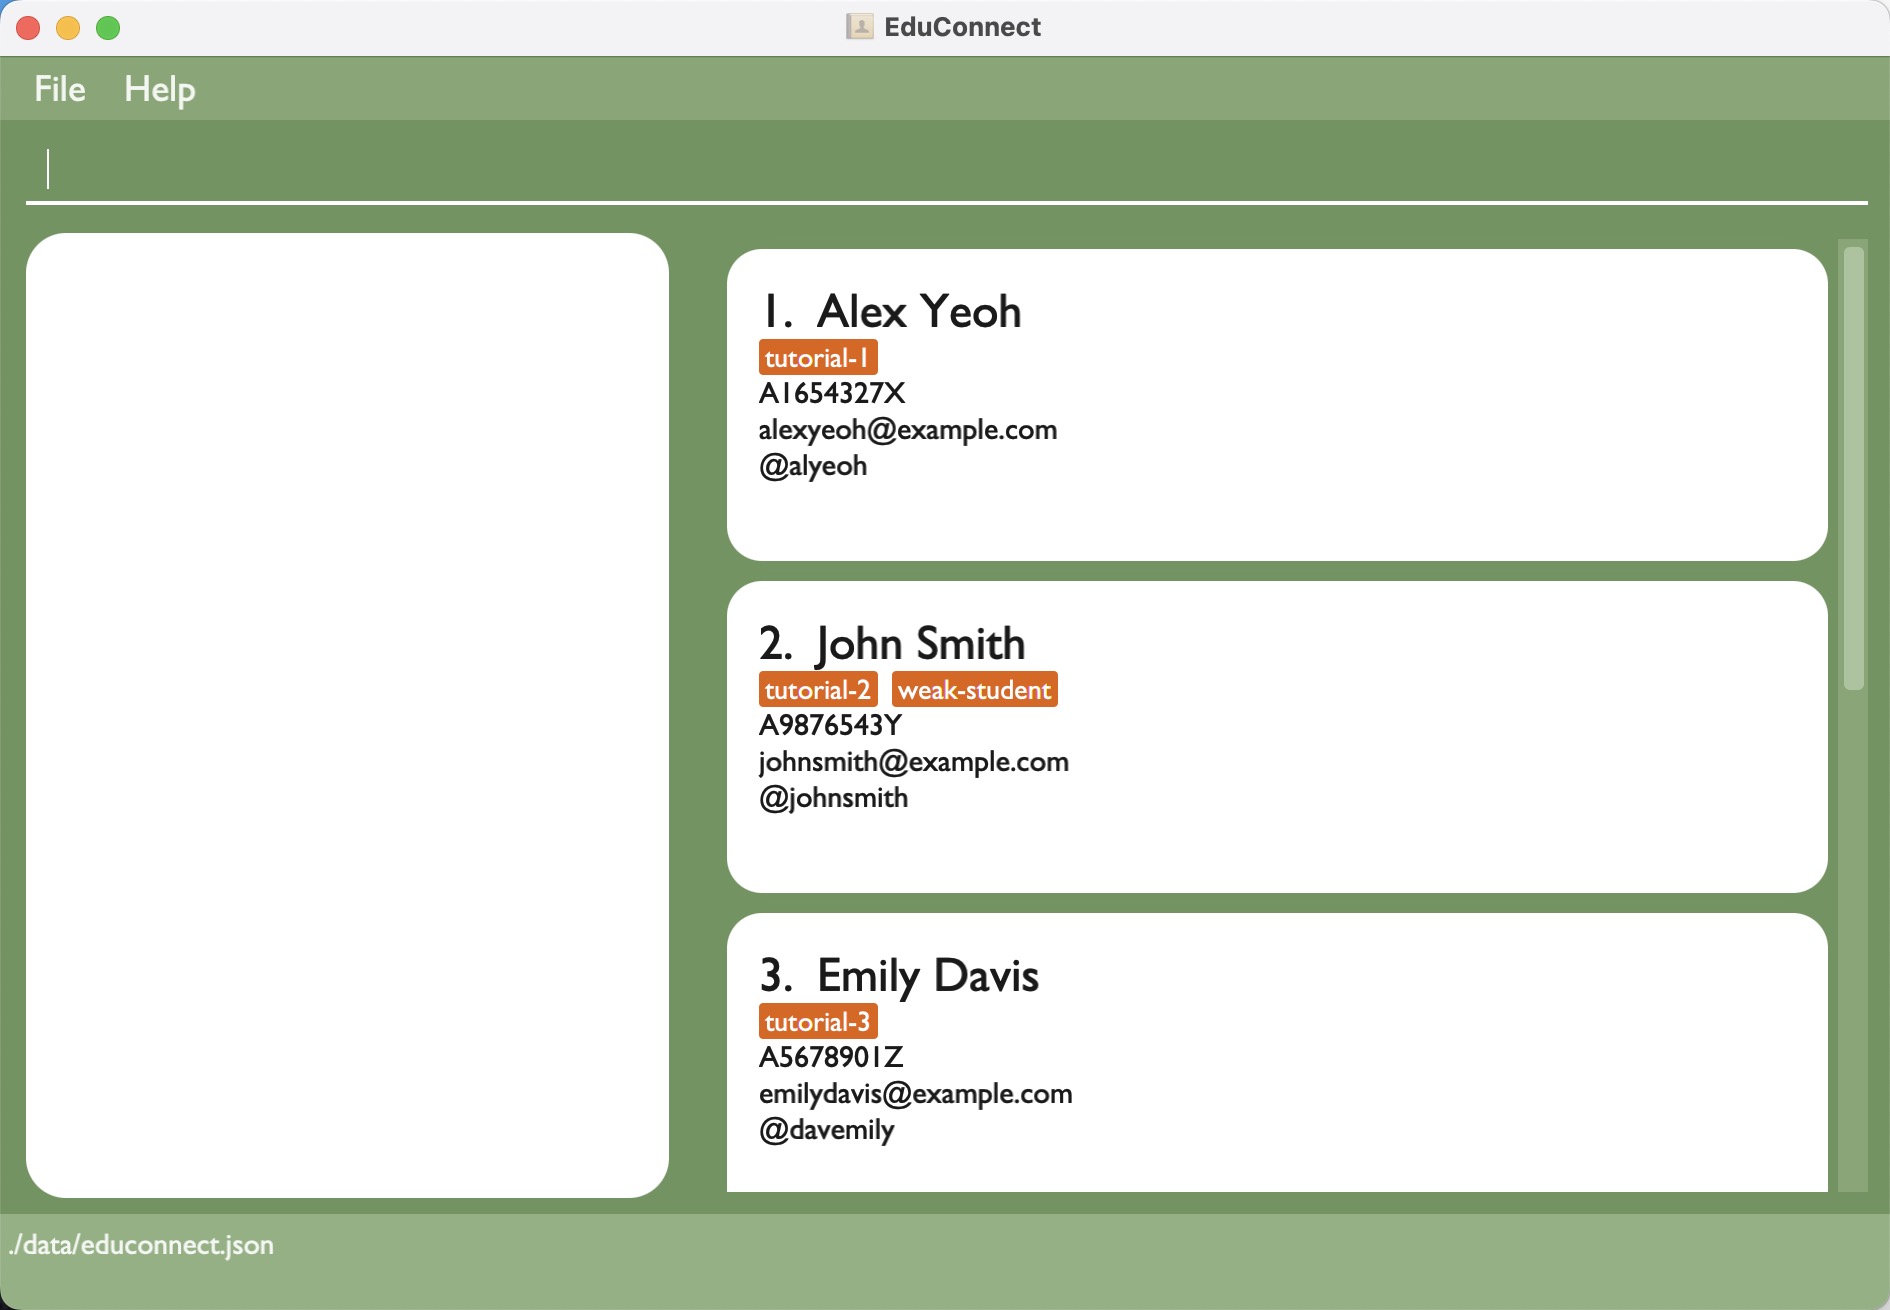 EduConnect
File Help
1. Alex Yeoh
tutorial-1
A1654327X
alexyeoh@example.com
@alyeoh
2. John Smith
tutorial-2 weak-student
A9876543Y
johnsmith@example.com
@johnsmith
3. Emily Davis
tutorial-3
A5678901Z
emilydavis@example.com
@davemily
./data/educonnect.json